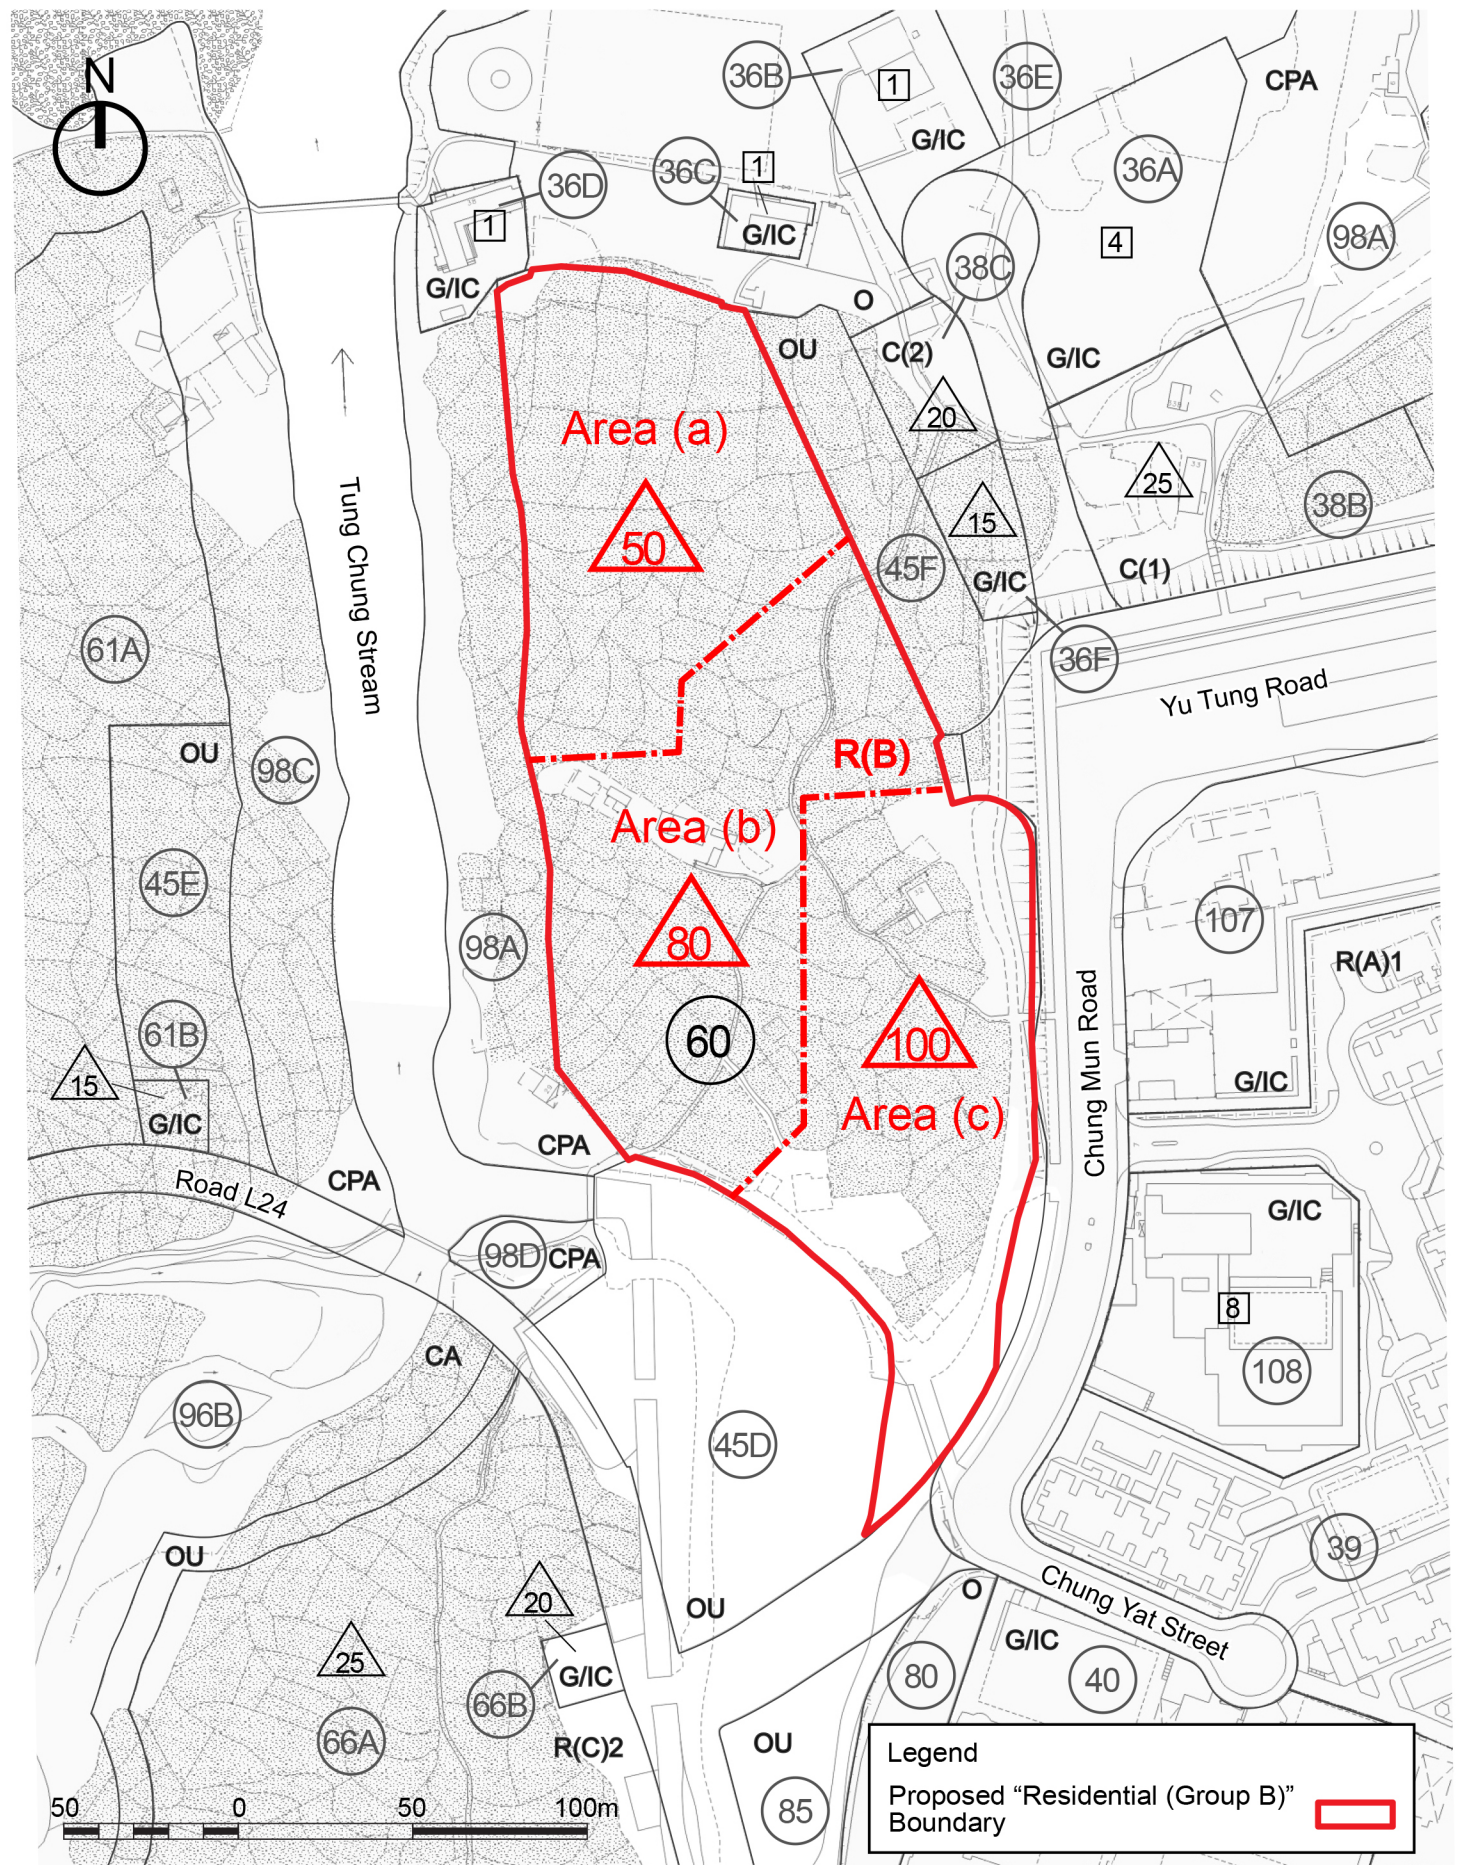 N
36B
1
36E
CPA
G/IC
36A
36D
36C
1
1
G/IC
4
98A
38C
G/IC
O
OU
C(2)
G/IC
Area (a)
20
25
50
15
38B
45F
G/IC
C(1)
Tung Chung Stream
61A
36F
Yu Tung Road
OU
98C
R(B)
Area (b)
45E
107
80
98A
R(A)1
61B
60
100
15
G/IC
Chung Mun Road
G/IC
Area (c)
CPA
CPA
Road L24
G/IC
98D
CPA
8
CA
108
96B
45D
OU
39
20
OU
O
Chung Yat Street
25
G/IC
G/IC
80
40
66B
66A
R(C)2
OU
85
50 0 50 100m
Legend
Proposed “Residential (Group B)”
Boundary